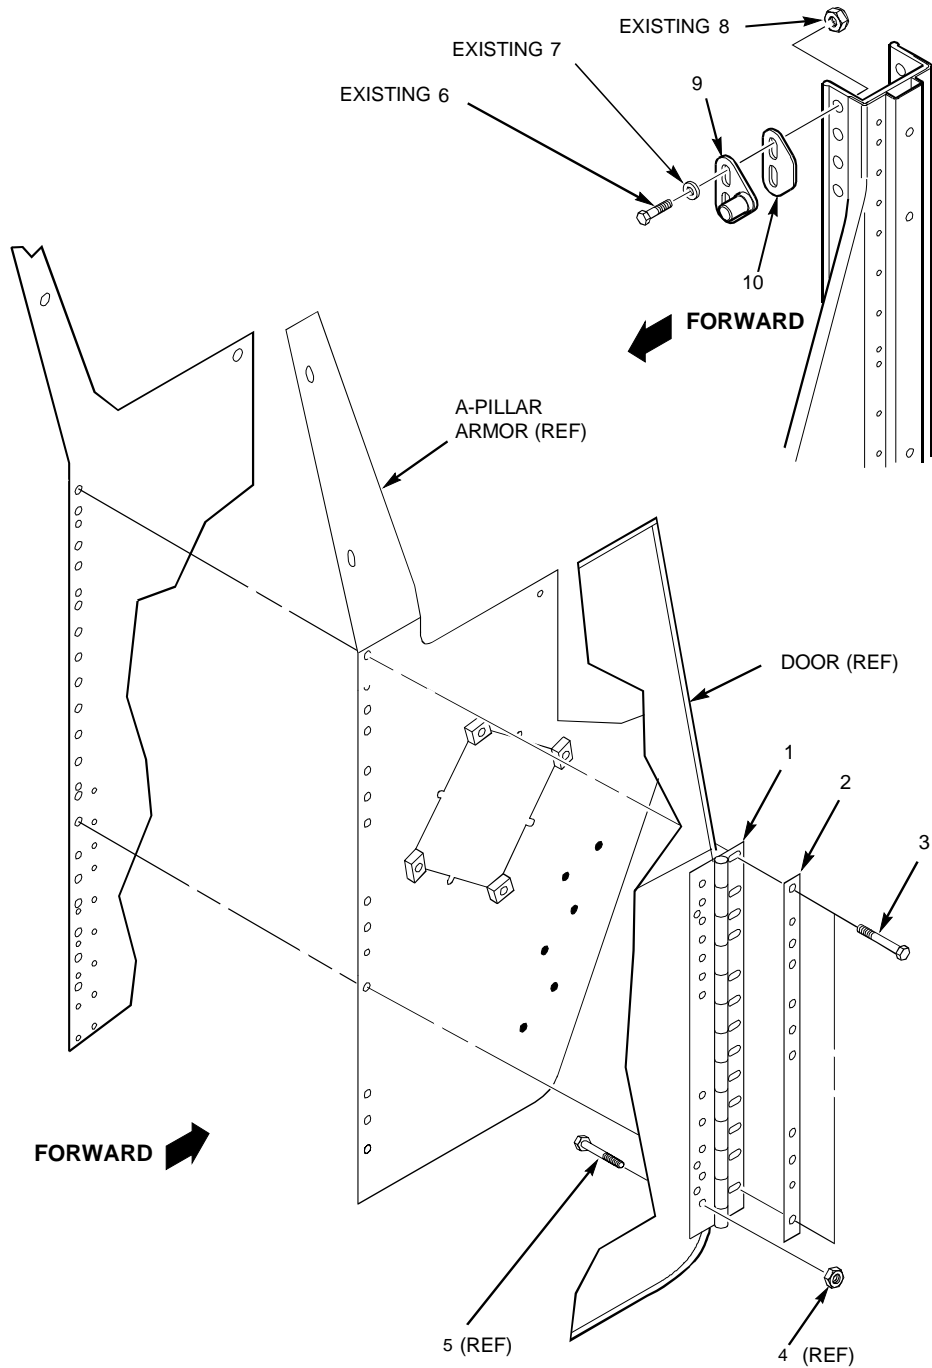 EXISTING 8
EXISTING 7
EXISTING 6
9
10
FORWARD
A-PILLAR
ARMOR (REF)
DOOR (REF)
1
2
3
FORWARD
5 (REF)
4 (REF)